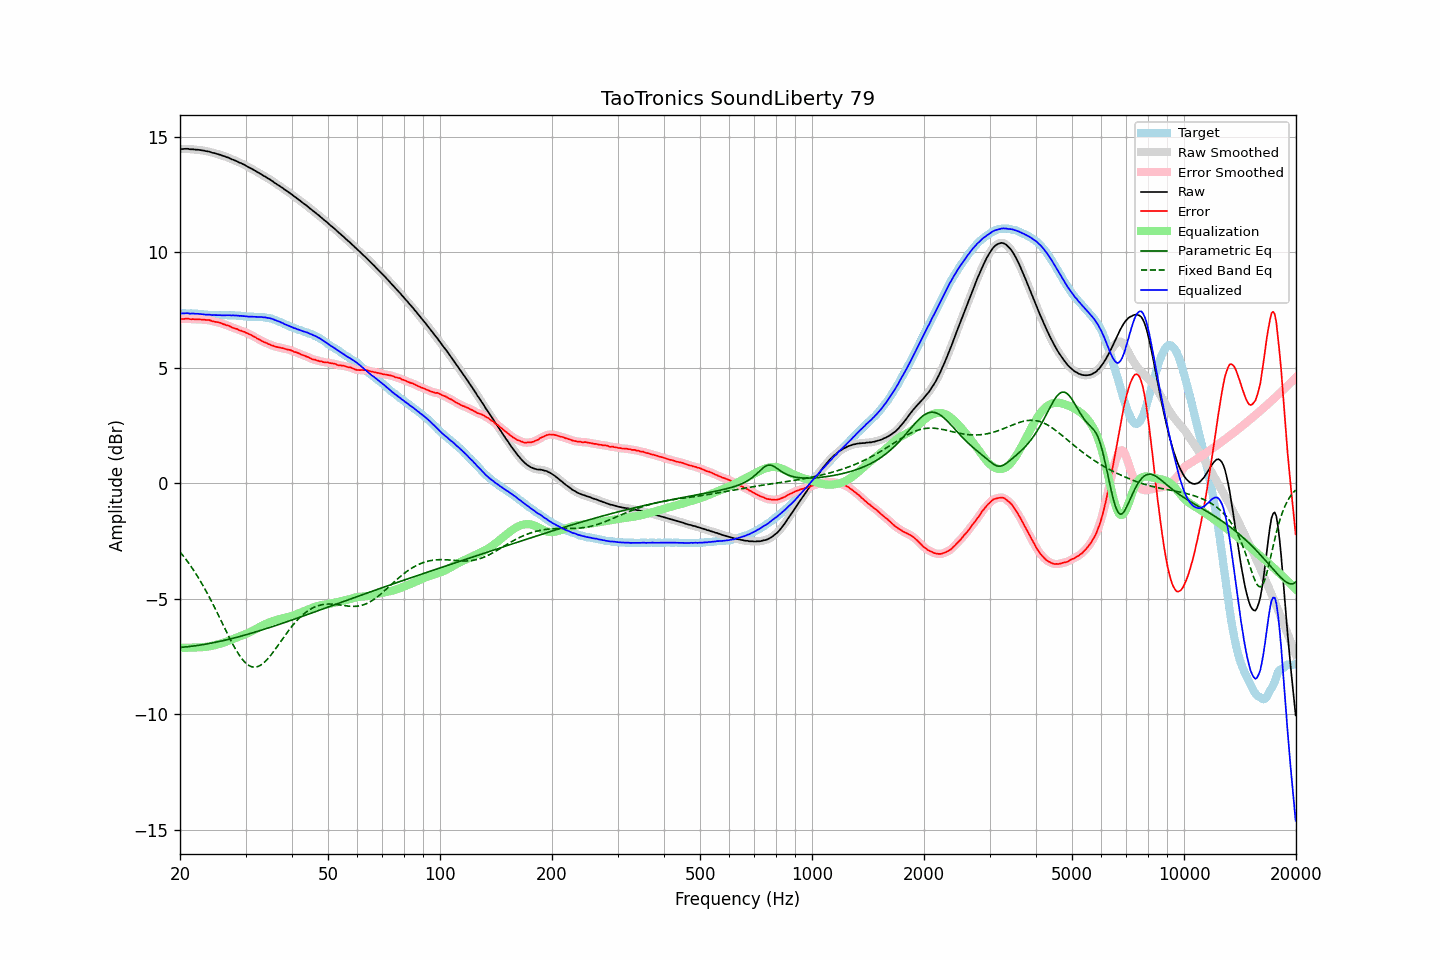 TaoTronics SoundLiberty 79
Target
Raw Smoothed
Error Smoothed
Raw
Error
Equalization
Parametric Eq
Fixed Band Eq
Equalized
15
10
5
0
−5
−10
−15
Amplitude (dBr)
20 50 100 200 500 1000 2000 5000 10000 20000
Frequency (Hz)